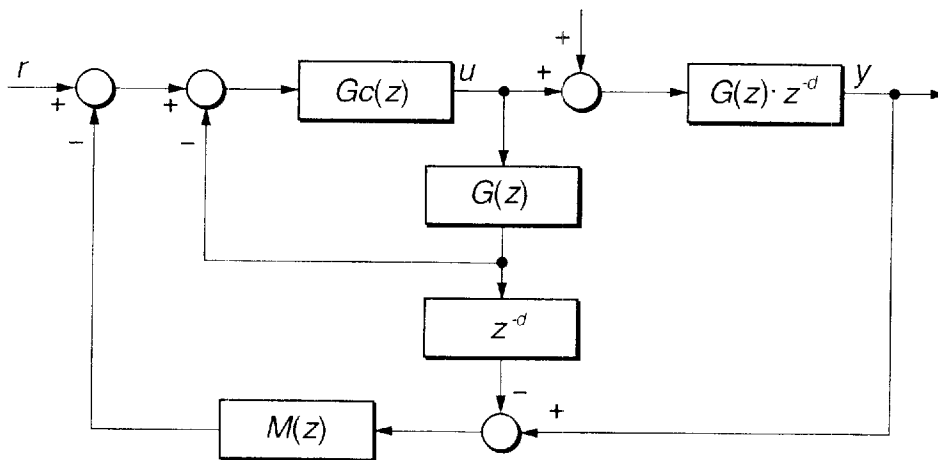 +
r
+
−
+
−
Gc(z)
u
+
G(z)· z⁻ᵈ
y
G(z)
z⁻ᵈ
−
+
M(z)